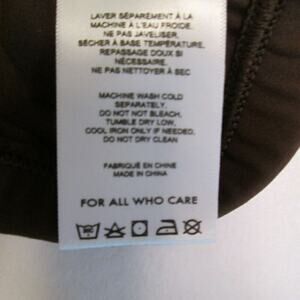 LAVER SÉPARÉMENT À LA
MACHINE À L'EAU FROIDE.
NE PAS JAVELISER,
SÉCHER À BASSE TEMPÉRATURE,
REPASSAGE DOUX SI
NÉCESSAIRE.
NE PAS NETTOYER À SEC
MACHINE WASH COLD
SEPARATELY.
DO NOT BLEACH,
TUMBLE DRY LOW,
COOL IRON ONLY IF NEEDED,
DO NOT DRY CLEAN
FABRIQUÉ EN CHINE
MADE IN CHINA
FOR ALL WHO CARE